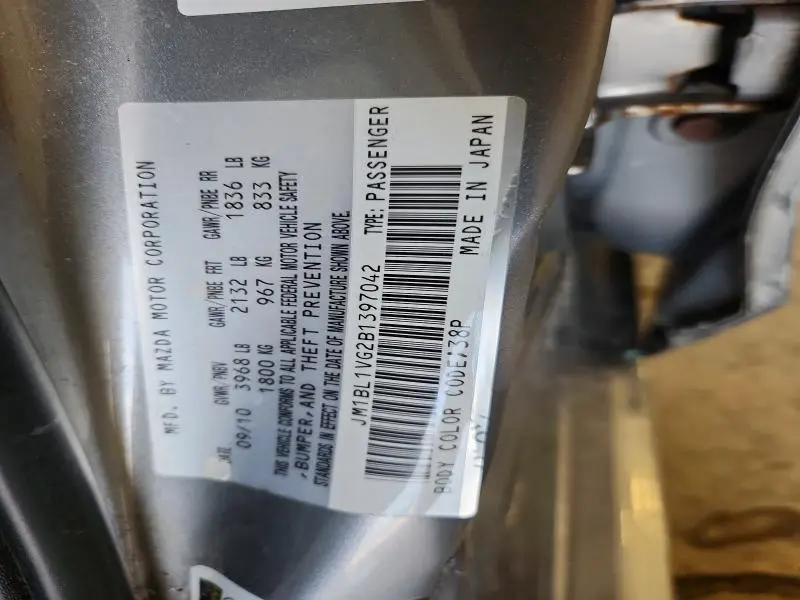 MFD. BY MAZDA MOTOR CORPORATION
DATE GVWR/PNBV GAWR/PNBE FRT GAWR/PNBE RR
09/10 3968 LB 2132 LB 1836 LB
1800 KG 967 KG 833 KG
THIS VEHICLE CONFORMS TO ALL APPLICABLE FEDERAL MOTOR VEHICLE SAFETY
,BUMPER,AND THEFT PREVENTION
STANDARDS IN EFFECT ON THE DATE OF MANUFACTURE SHOWN ABOVE
JM1BL1VG2B1397042 TYPE: PASSENGER
BODY COLOR CODE:38P MADE IN JAPAN